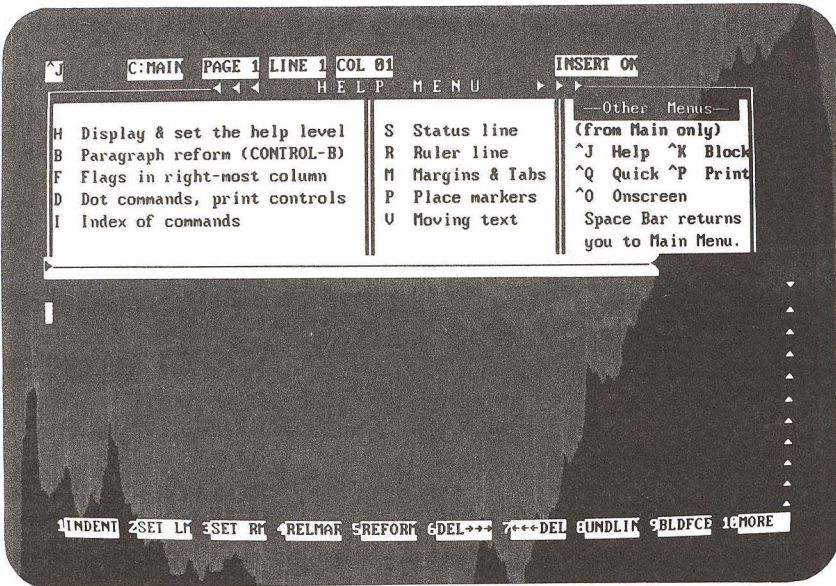 ^J C:MAIN PAGE 1 LINE 1 COL 01 INSERT ON
HELP MENU
H Display & set the help level
B Paragraph reform (CONTROL-B)
F Flags in right-most column
D Dot commands, print controls
I Index of commands
S Status line
R Ruler line
M Margins & Tabs
P Place markers
V Moving text
—Other Menus—
(from Main only)
^J Help ^K Block
^Q Quick ^P Print
^O Onscreen
Space Bar returns
you to Main Menu.
1INDENT 2SET LM 3SET RM 4RELMAR 5REFORM 6DEL→→→ 7←←←DEL 8UNDLIN 9BLDFCE 10MORE